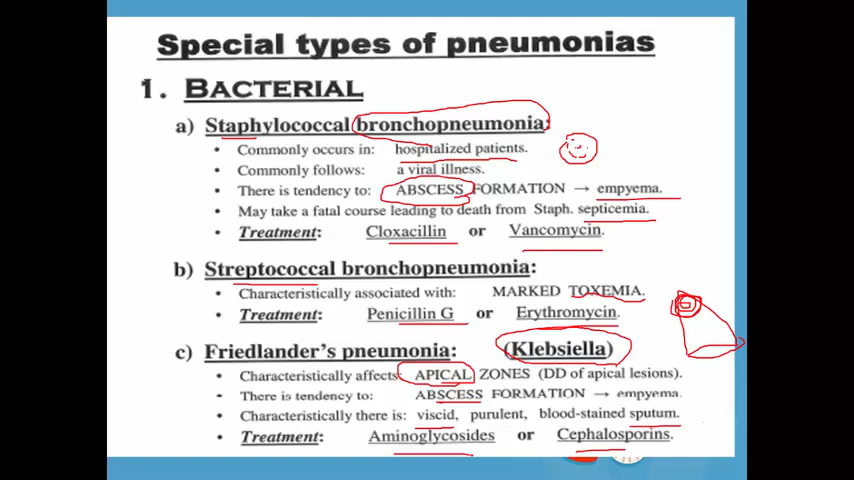 Special types of pneumonias
1. BACTERIAL
a) Staphylococcal bronchopneumonia:
• Commonly occurs in: hospitalized patients.
• Commonly follows: a viral illness.
• There is tendency to: ABSCESS FORMATION → empyema.
• May take a fatal course leading to death from Staph. septicemia.
• Treatment: Cloxacillin or Vancomycin.
b) Streptococcal bronchopneumonia:
• Characteristically associated with: MARKED TOXEMIA.
• Treatment: Penicillin G or Erythromycin.
c) Friedlander's pneumonia: (Klebsiella)
• Characteristically affects: APICAL ZONES (DD of apical lesions).
• There is tendency to: ABSCESS FORMATION → empyema.
• Characteristically there is: viscid, purulent, blood-stained sputum.
• Treatment: Aminoglycosides or Cephalosporins.